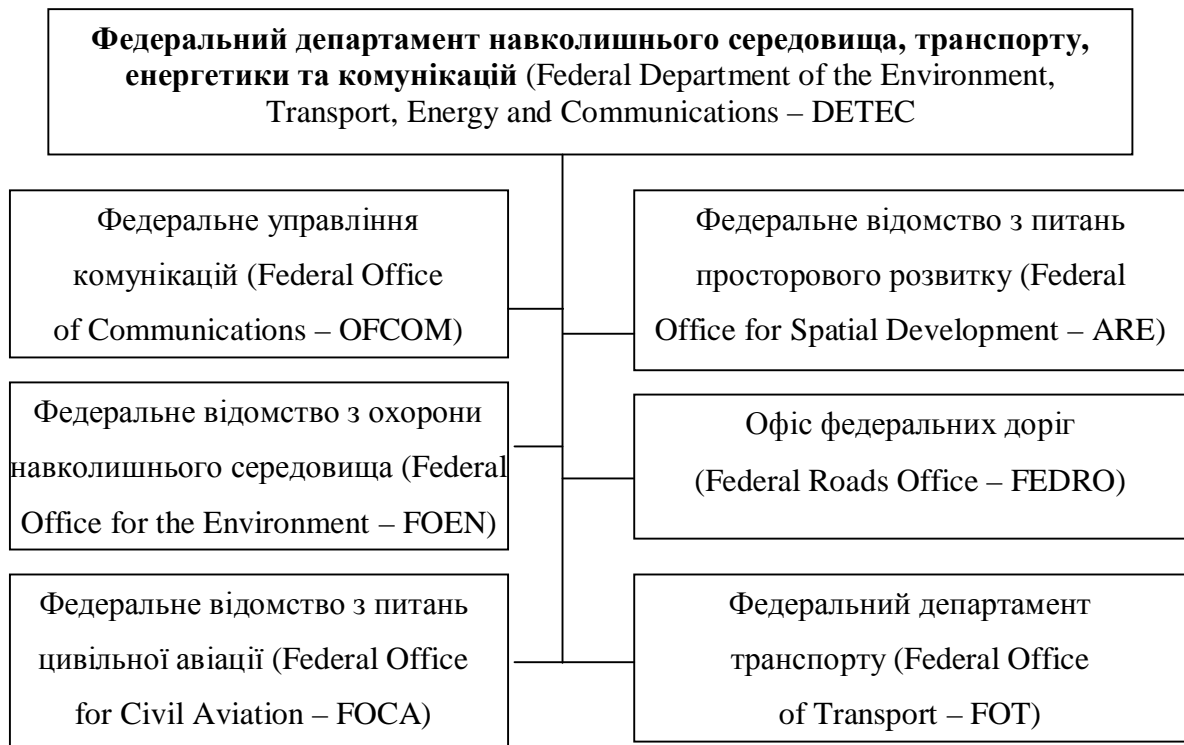 Федеральний департамент навколишнього середовища, транспорту,
енергетики та комунікацій (Federal Department of the Environment,
Transport, Energy and Communications – DETEC
Федеральне управління
комунікацій (Federal Office
of Communications – OFCOM)
Федеральне відомство з питань
просторового розвитку (Federal
Office for Spatial Development – ARE)
Федеральне відомство з охорони
навколишнього середовища (Federal
Office for the Environment – FOEN)
Офіс федеральних доріг
(Federal Roads Office – FEDRO)
Федеральне відомство з питань
цивільної авіації (Federal Office
for Civil Aviation – FOCA)
Федеральний департамент
транспорту (Federal Office
of Transport – FOT)